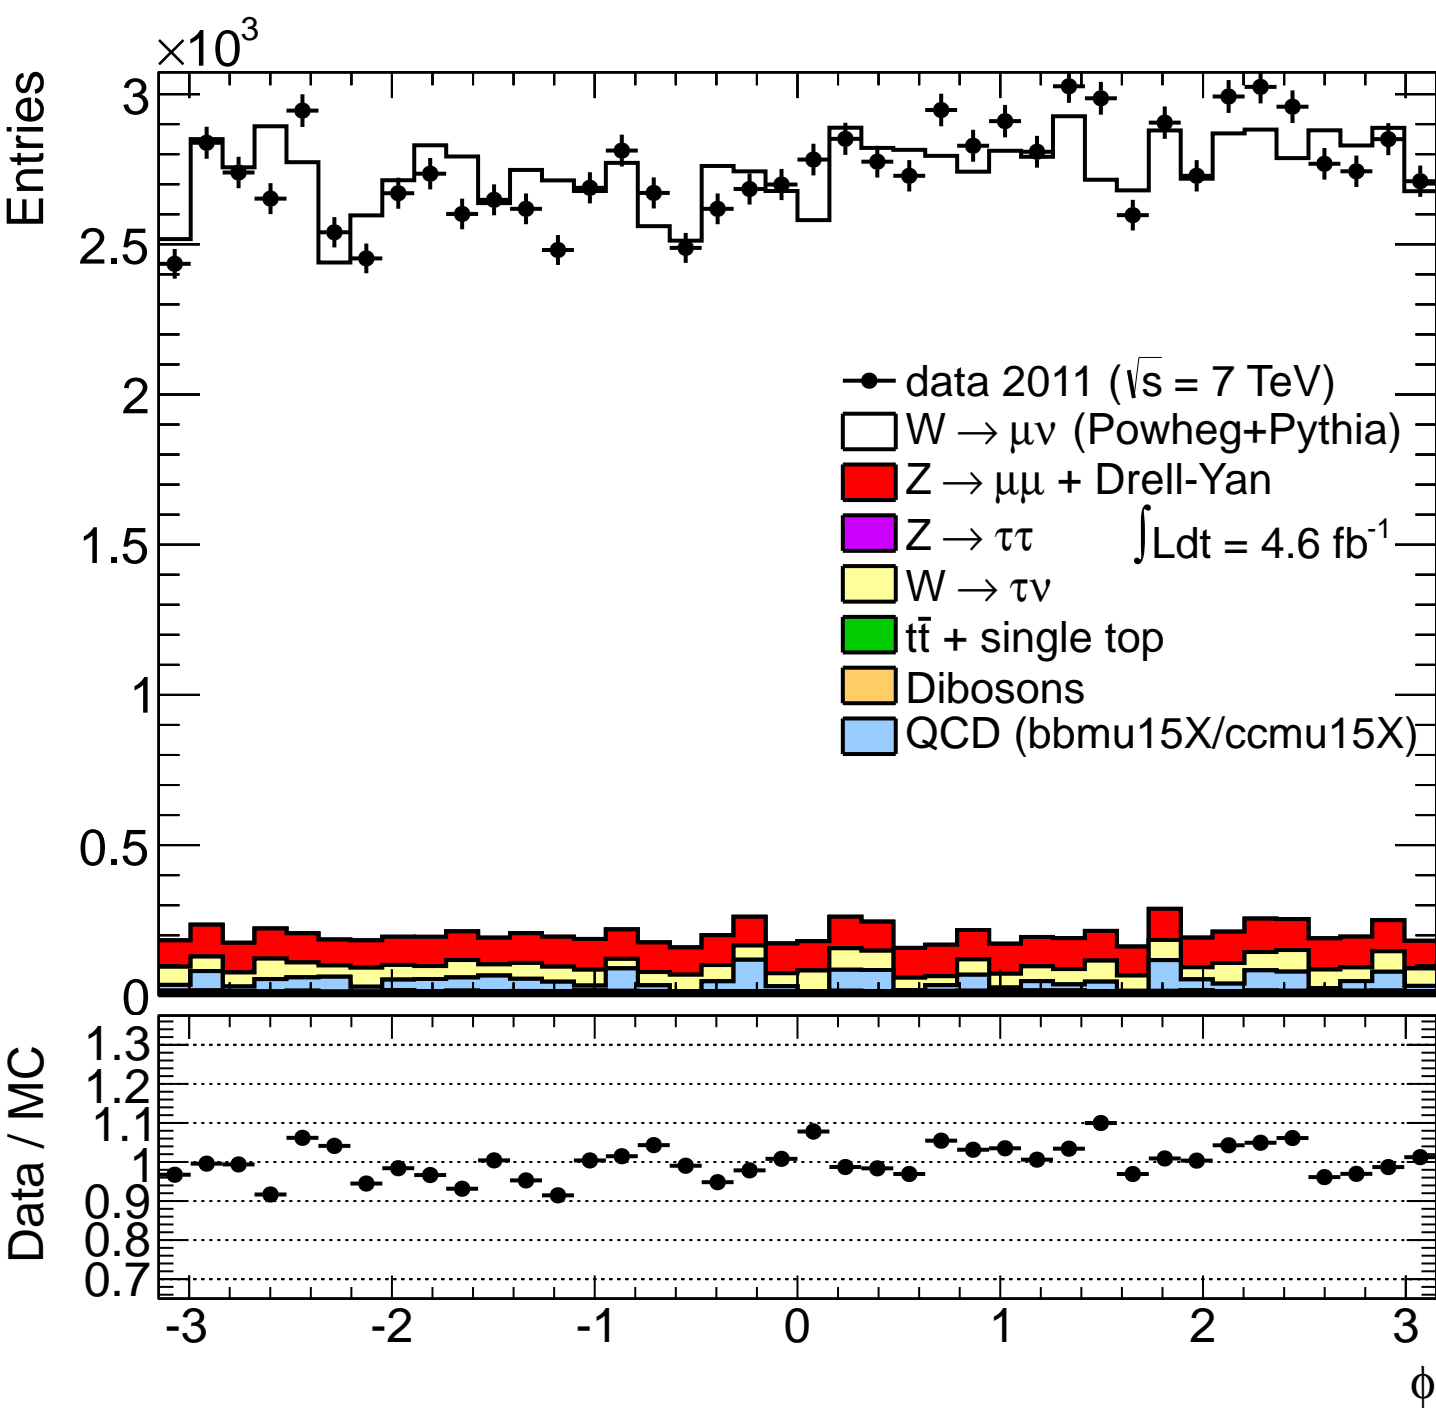 ×10³
Entries
3
2.5
2
1.5
1
0.5
0
data 2011 (√s = 7 TeV)
W → μν (Powheg+Pythia)
Z → μμ + Drell-Yan
Z → ττ
∫Ldt = 4.6 fb⁻¹
W → τν
tt̄ + single top
Dibosons
QCD (bbmu15X/ccmu15X)
Data / MC
1.3
1.2
1.1
1
0.9
0.8
0.7
-3 -2 -1 0 1 2 3
ϕ